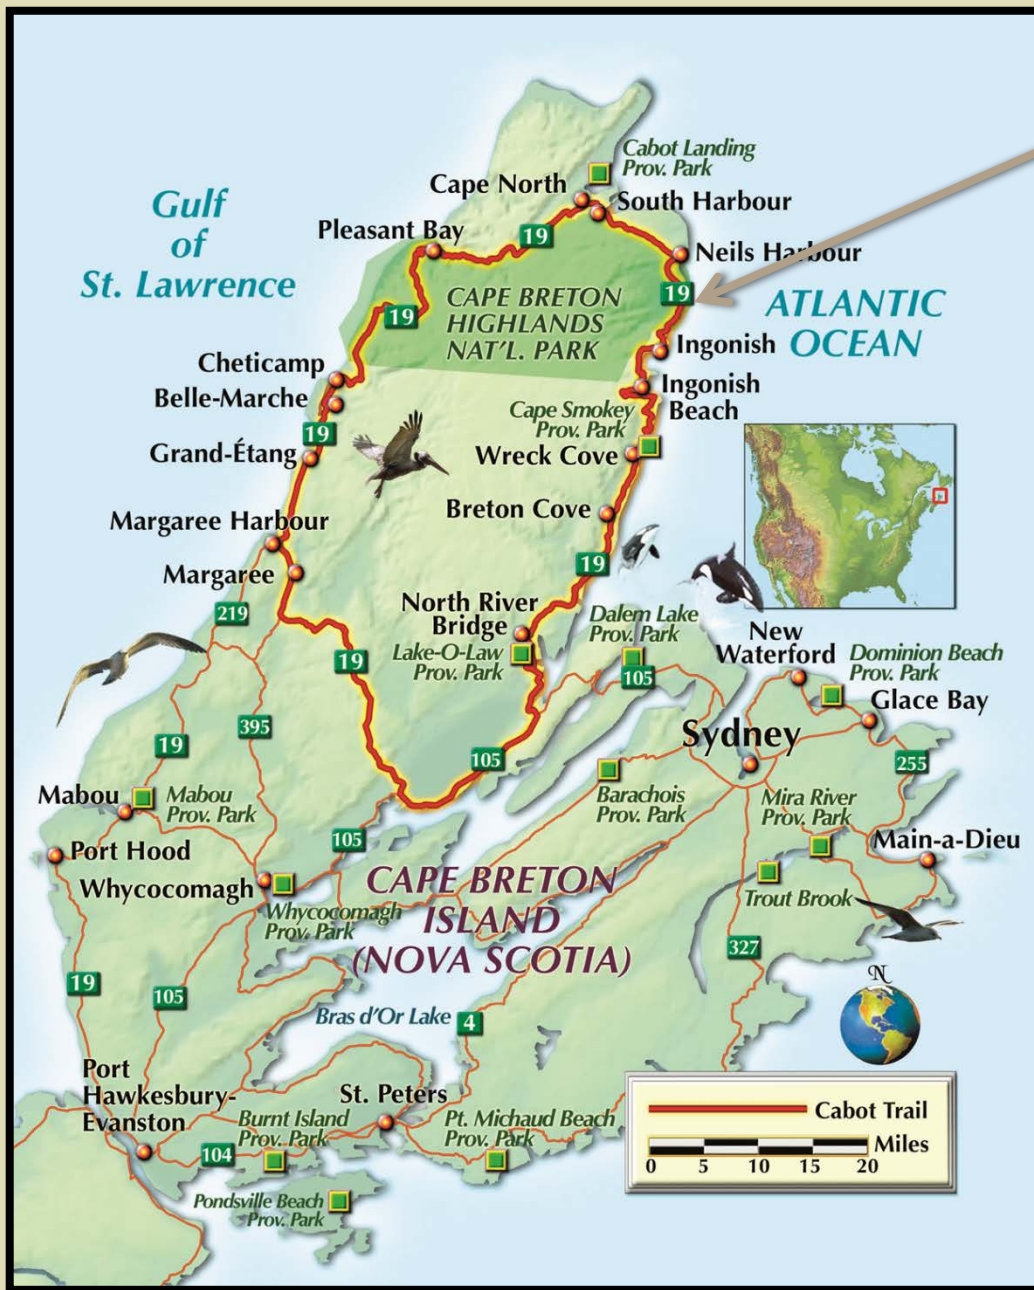 Cabot Landing
Prov. Park
Cape North
South Harbour
Gulf
of
St. Lawrence
Pleasant Bay
19
Neils Harbour
19
ATLANTIC
OCEAN
19
CAPE BRETON
HIGHLANDS
NAT'L. PARK
Ingonish
Cheticamp
Ingonish
Beach
Belle-Marche
Cape Smokey
Prov. Park
19
Grand-Étang
Wreck Cove
Breton Cove
Margaree Harbour
19
Margaree
North River
Bridge
219
Dalem Lake
Prov. Park
New
Waterford
Lake-O-Law
Prov. Park
19
105
Dominion Beach
Prov. Park
Glace Bay
395
19
Sydney
105
255
Mabou
Mabou
Prov. Park
Barachois
Prov. Park
Mira River
Prov. Park
105
Port Hood
Main-a-Dieu
Whycocomagh
Whycocomagh
Prov. Park
CAPE BRETON
ISLAND
(NOVA SCOTIA)
Trout Brook
327
19
105
N
Bras d'Or Lake
4
Port
Hawkesbury-
Evanston
St. Peters
Burnt Island
Prov. Park
Pt. Michaud Beach
Prov. Park
104
Pondsville Beach
Prov. Park
Cabot Trail
Miles
0 5 10 15 20